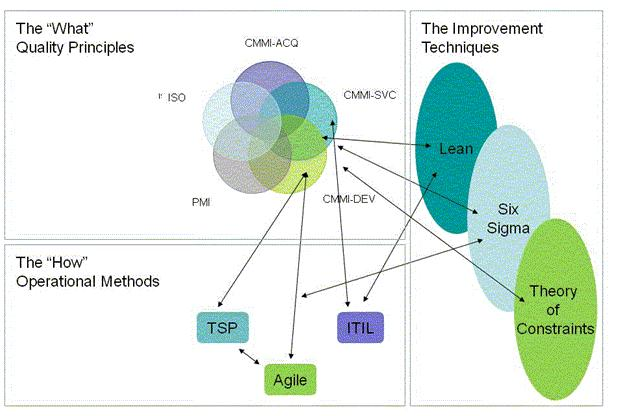 The “What”
Quality Principles
CMMI-ACQ
ISO
CMMI-SVC
PMI
CMMI-DEV
The Improvement
Techniques
Lean
Six
Sigma
Theory
of
Constraints
The “How”
Operational Methods
TSP
ITIL
Agile